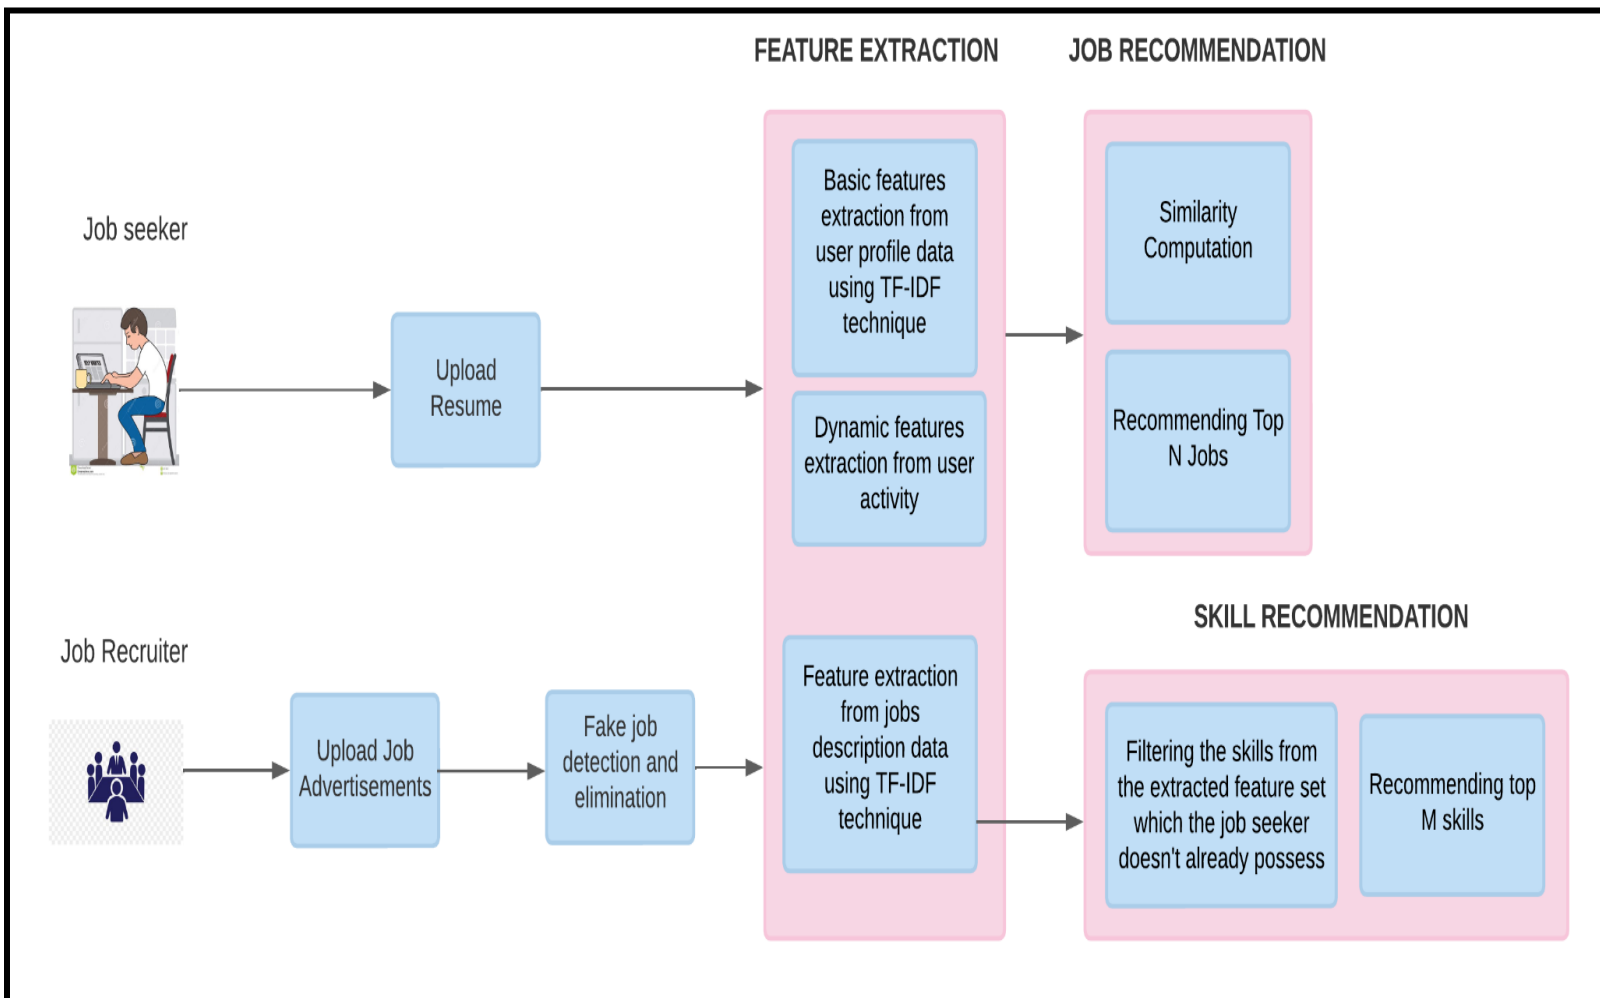 FEATURE EXTRACTION
JOB RECOMMENDATION
Basic features
extraction from
user profile data
using TF-IDF
technique
Similarity
Computation
Job seeker
Upload
Resume
Dynamic features
extraction from user
activity
Recommending Top
N Jobs
SKILL RECOMMENDATION
Job Recruiter
Upload Job
Advertisements
Fake job
detection and
elimination
Feature extraction
from jobs
description data
using TF-IDF
technique
Filtering the skills from
the extracted feature set
which the job seeker
doesn't already possess
Recommending top
M skills